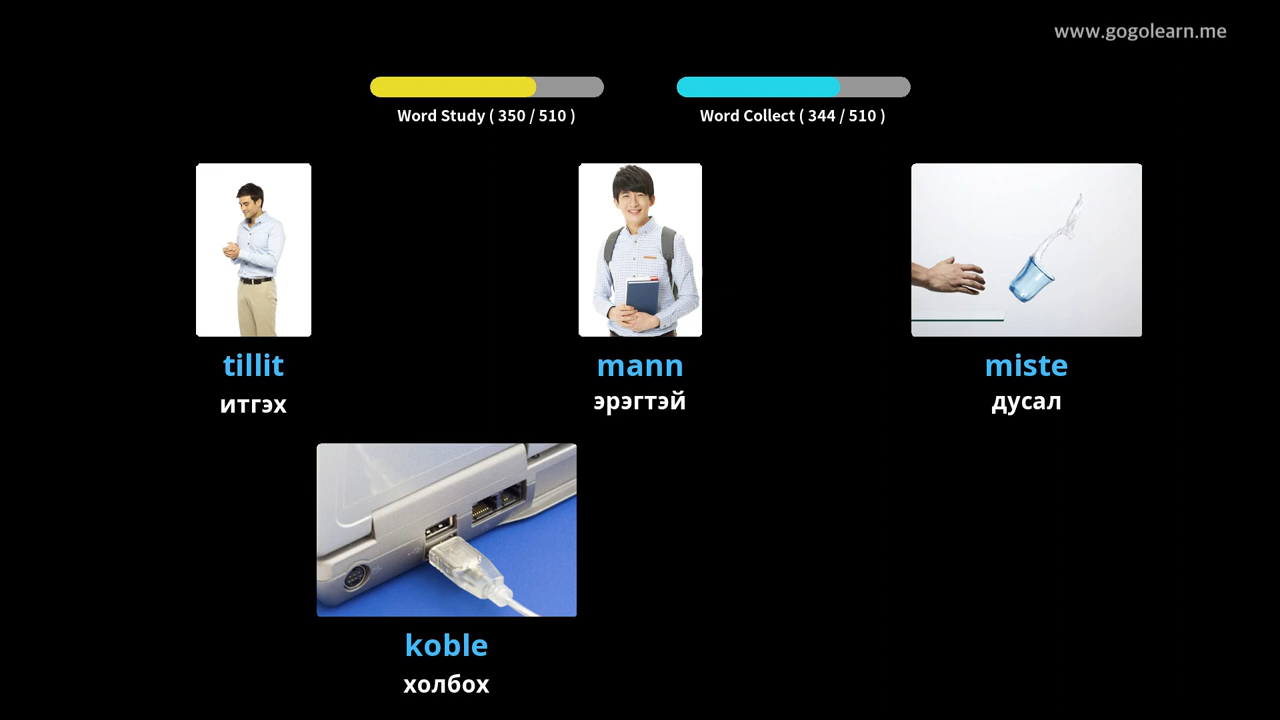 www.gogolearn.me
Word Study ( 350 / 510 )
Word Collect ( 344 / 510 )
tillit
итгэх
mann
эрэгтэй
miste
дусал
koble
холбох